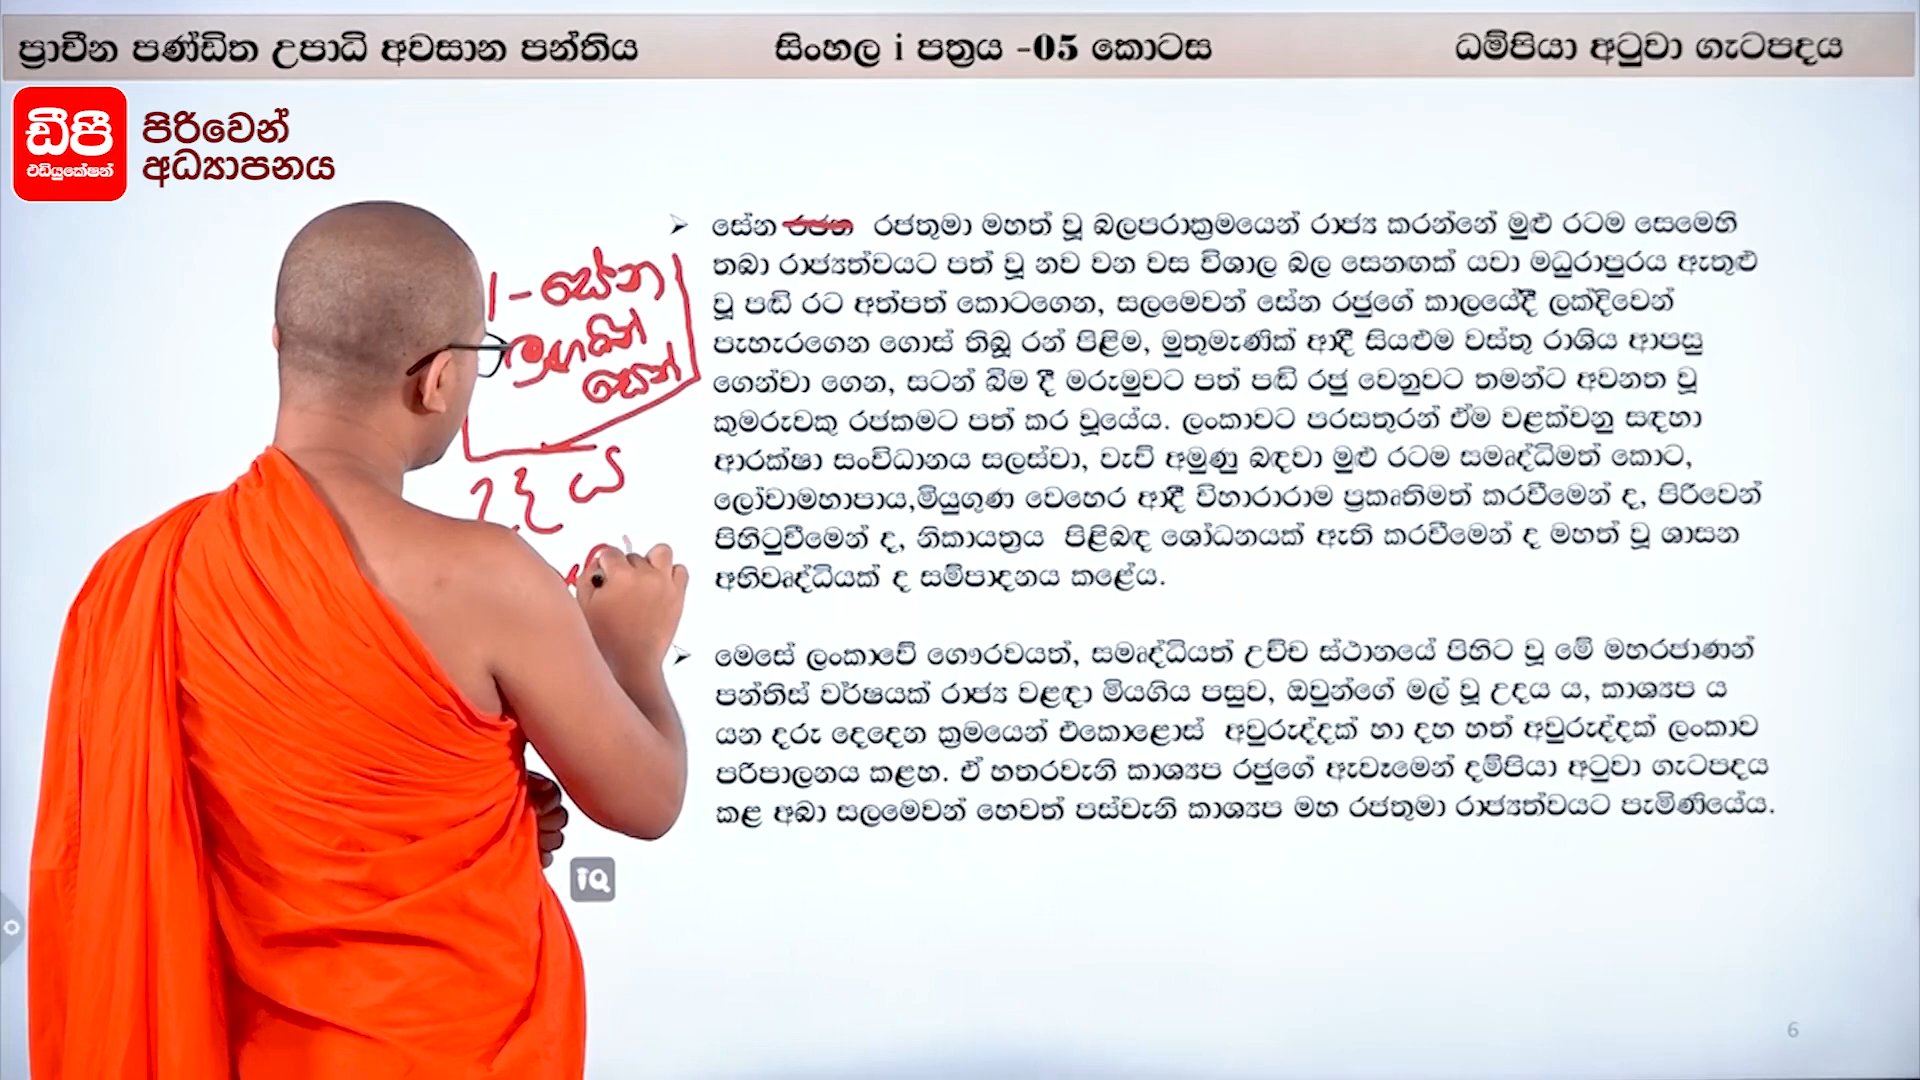 ප්‍රාචීන පණ්ඩිත උපාධි අවසාන පන්තිය
සිංහල i පත්‍රය -05 කොටස
ධම්පියා අටුවා ගැටපදය
ඩීපී
එඩියුකේෂන්
පිරිවෙන්
අධ්‍යාපනය
1-සේන
සෙන්
උදය
සේන රජත රජතුමා මහත් වූ බලපරාක්‍රමයෙන් රාජ්‍ය කරන්නේ මුළු රටම සෙමෙහි
තබා රාජ්‍යත්වයට පත් වූ නව වන වස විශාල බල සෙනඟක් යවා මධුරාපුරය ඇතුළු
වූ පඬි රට අත්පත් කොටගෙන, සලමෙවන් සේන රජුගේ කාලයේදී ලක්දිවෙන්
පැහැරගෙන ගොස් තිබූ රන් පිළිම, මුතුමැණික් ආදී සියළුම වස්තු රාශිය ආපසු
ගෙන්වා ගෙන, සටන් බිම දී මරුමුවට පත් පඬි රජු වෙනුවට තමන්ට අවනත වූ
කුමරුවකු රජකමට පත් කර වූයේය. ලංකාවට පරසතුරන් ඒම වළක්වනු සඳහා
ආරක්ෂා සංවිධානය සලස්වා, වැව් අමුණු බඳවා මුළු රටම සමෘද්ධිමත් කොට,
ලෝවාමහාපාය,මියුගුණ වෙහෙර ආදී විහාරාරාම ප්‍රකෘතිමත් කරවීමෙන් ද, පිරිවෙන්
පිහිටුවීමෙන් ද, නිකායත්‍රය පිළිබඳ ශෝධනයක් ඇති කරවීමෙන් ද මහත් වූ ශාසන
අභිවෘද්ධියක් ද සම්පාදනය කළේය.
මෙසේ ලංකාවේ ගෞරවයත්, සමෘද්ධියත් උච්ච ස්ථානයේ පිහිට වූ මේ මහරජාණන්
පන්තිස් වර්ෂයක් රාජ්‍ය වළඳා මියගිය පසුව, ඔවුන්ගේ මල් වූ උදය ය, කාශ්‍යප ය
යන දරු දෙදෙන ක්‍රමයෙන් එකොළොස් අවුරුද්දක් හා දහ හත් අවුරුද්දක් ලංකාව
පරිපාලනය කළහ. ඒ හතරවැනි කාශ්‍යප රජුගේ ඇවෑමෙන් දම්පියා අටුවා ගැටපදය
කළ අබා සලමෙවන් හෙවත් පස්වැනි කාශ්‍යප මහ රජතුමා රාජ්‍යත්වයට පැමිණියේය.
6